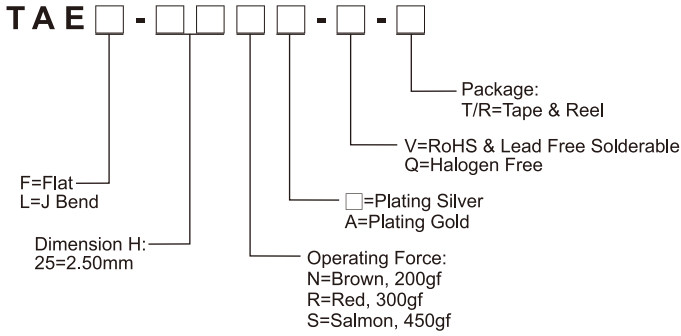 TAE□-□□□□-□-□
Package:
T/R=Tape & Reel
V=RoHS & Lead Free Solderable
Q=Halogen Free
F=Flat
L=J Bend
□=Plating Silver
A=Plating Gold
Dimension H:
25=2.50mm
Operating Force:
N=Brown, 200gf
R=Red, 300gf
S=Salmon, 450gf